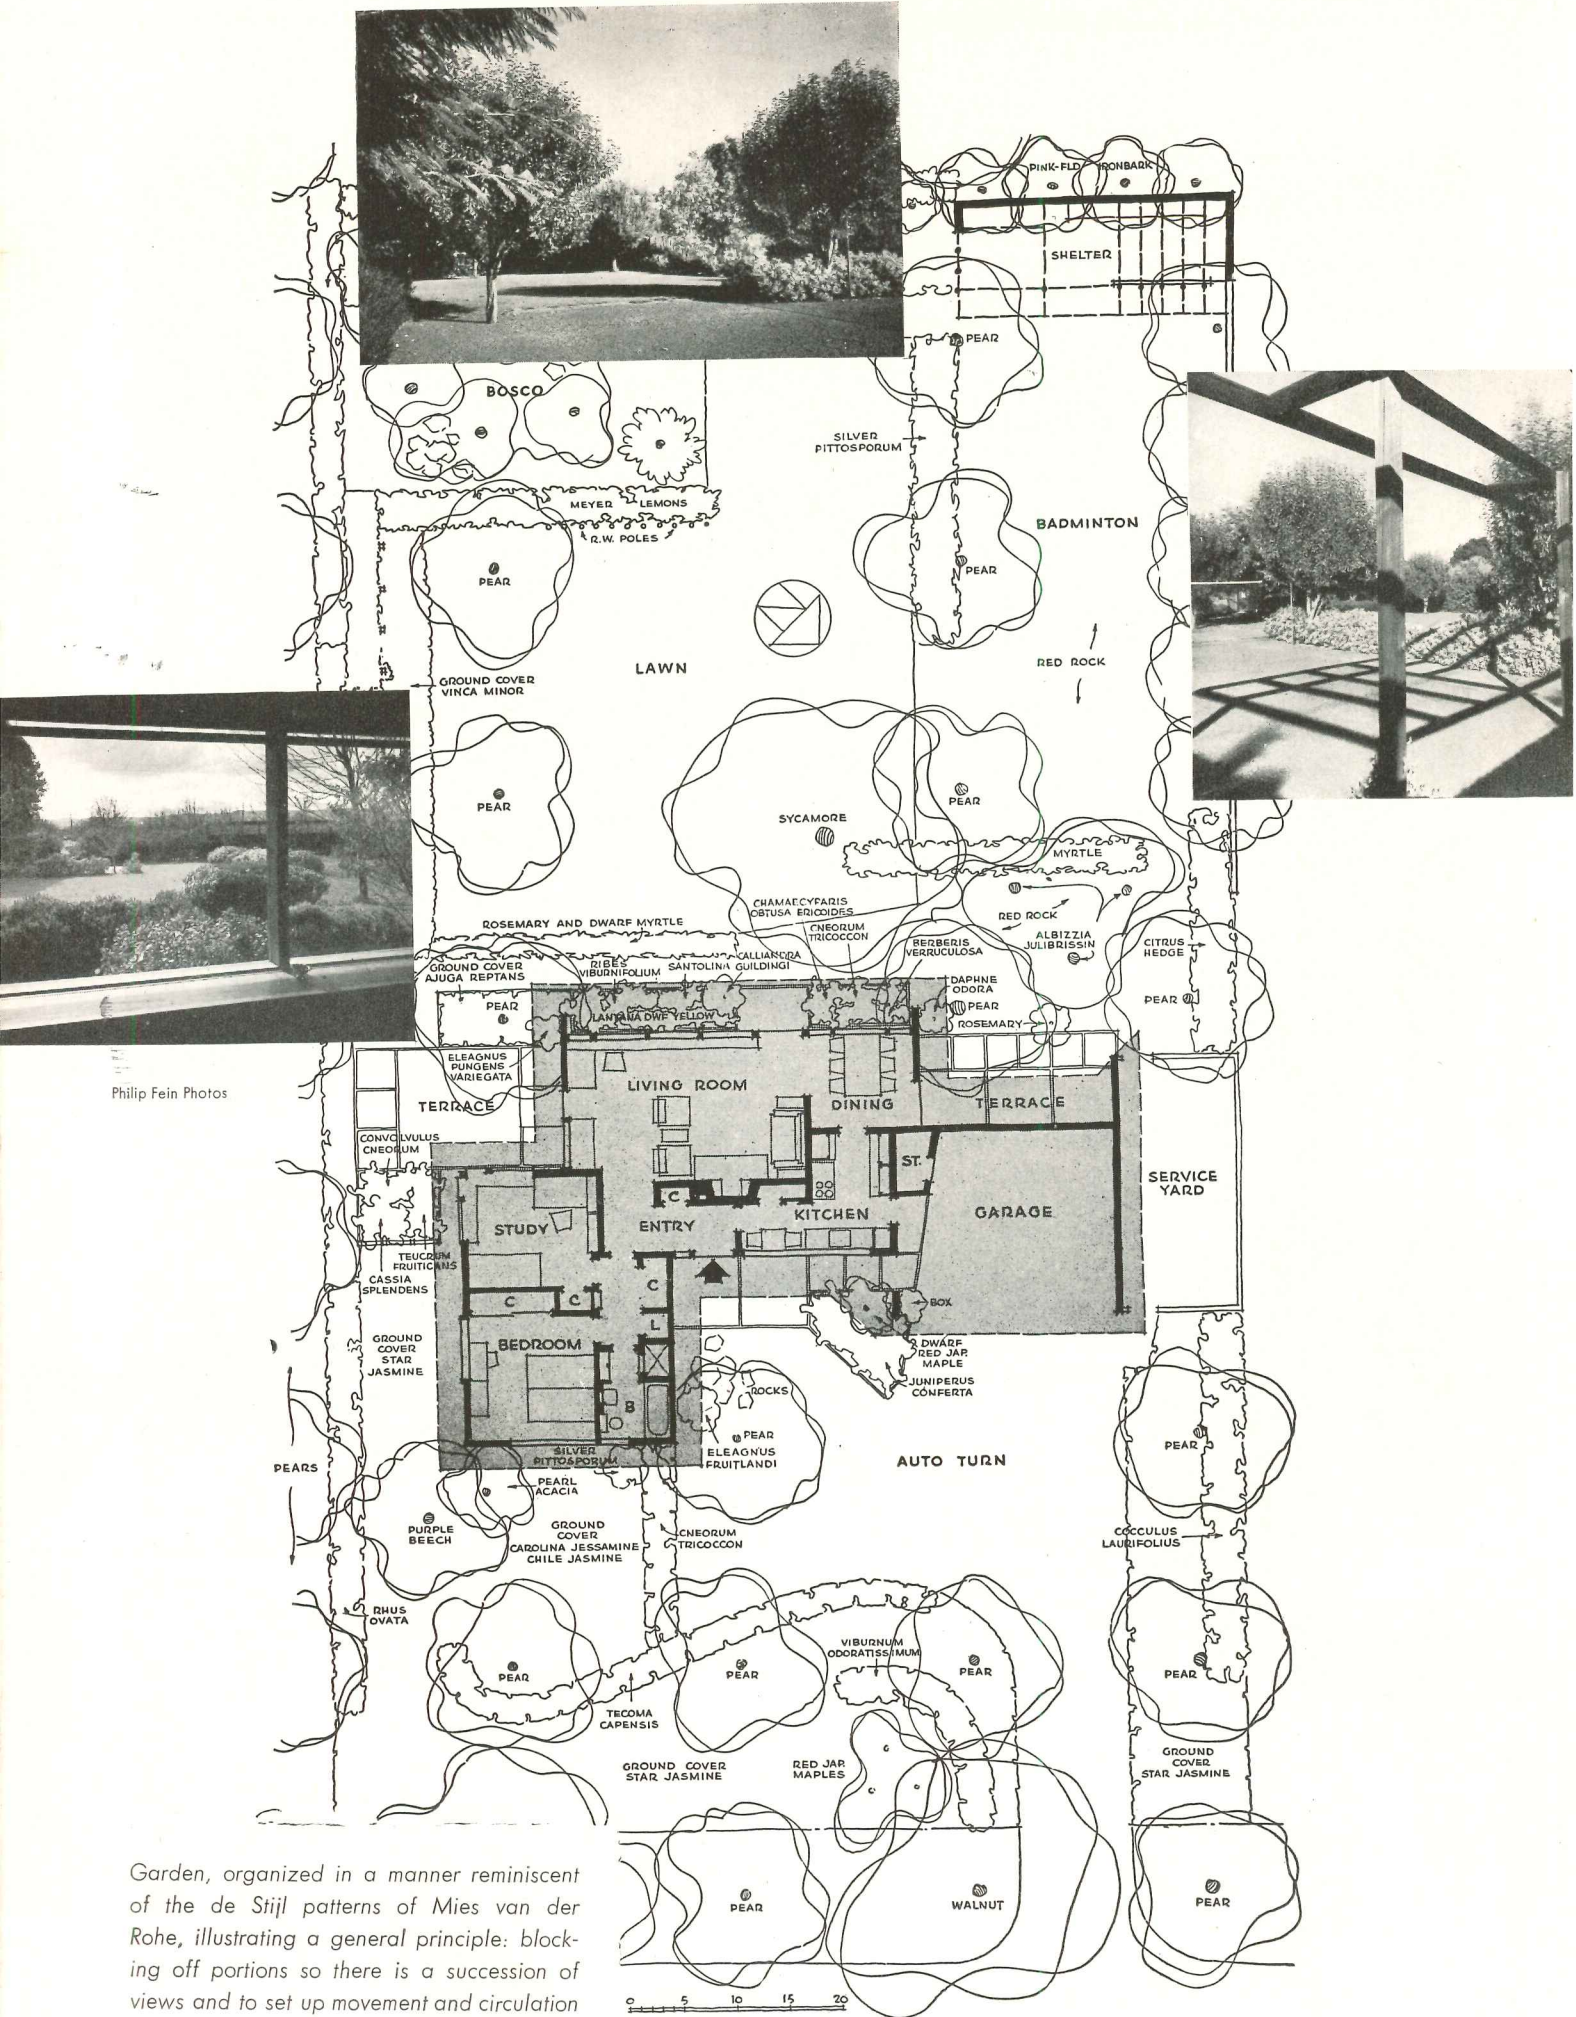 PINK-FLD IRONBARK
SHELTER
PEAR
BOSCO
SILVER
PITTOSPORUM
MEYER LEMONS
R.W. POLES
BADMINTON
PEAR
PEAR
LAWN
RED ROCK
GROUND COVER
VINCA MINOR
PEAR
PEAR
SYCAMORE
MYRTLE
CHAMAECYFARIS
OBTUSA ERICOIDES
RED ROCK
ROSEMARY AND DWARF MYRTLE
CNEORUM
TRICOCCON
ALBIZZIA
JULIBRISSIN
BERBERIS
VERRUCULOSA
CITRUS
HEDGE
GROUND COVER
AJUGA REPTANS
RIBES
VIBURNIFOLIUM
SANTOLINA
CALLIANDRA
GUILDINGI
DAPHNE
ODORA
PEAR
PEAR
PEAR
LANTANA DWF YELLOW
ROSEMARY
ELEAGNUS
PUNGENS
VARIEGATA
Philip Fein Photos
LIVING ROOM
TERRACE
DINING
TERRACE
CONVOLVULUS
CNEORUM
ST.
SERVICE
YARD
C
STUDY
ENTRY
KITCHEN
GARAGE
TEUCRIUM
FRUITICANS
CASSIA
SPLENDENS
C
C
C
BOX
L
GROUND
COVER
STAR
JASMINE
BEDROOM
DWARF
RED JAP.
MAPLE
JUNIPERUS
CONFERTA
ROCKS
B
PEAR
ELEAGNUS
FRUITLANDI
PEAR
SILVER
PITTOSPORUM
AUTO TURN
PEARS
PEARL
ACACIA
PURPLE
BEECH
GROUND
COVER
CAROLINA JESSAMINE
CHILE JASMINE
CNEORUM
TRICOCCON
COCCULUS
LAURIFOLIUS
RHUS
OVATA
VIBURNUM
ODORATISSIMUM
PEAR
PEAR
PEAR
PEAR
TECOMA
CAPENSIS
GROUND COVER
STAR JASMINE
RED JAP.
MAPLES
GROUND
COVER
STAR JASMINE
PEAR
WALNUT
PEAR
Garden, organized in a manner reminiscent
of the de Stijl patterns of Mies van der
Rohe, illustrating a general principle: block-
ing off portions so there is a succession of
views and to set up movement and circulation
0 5 10 15 20